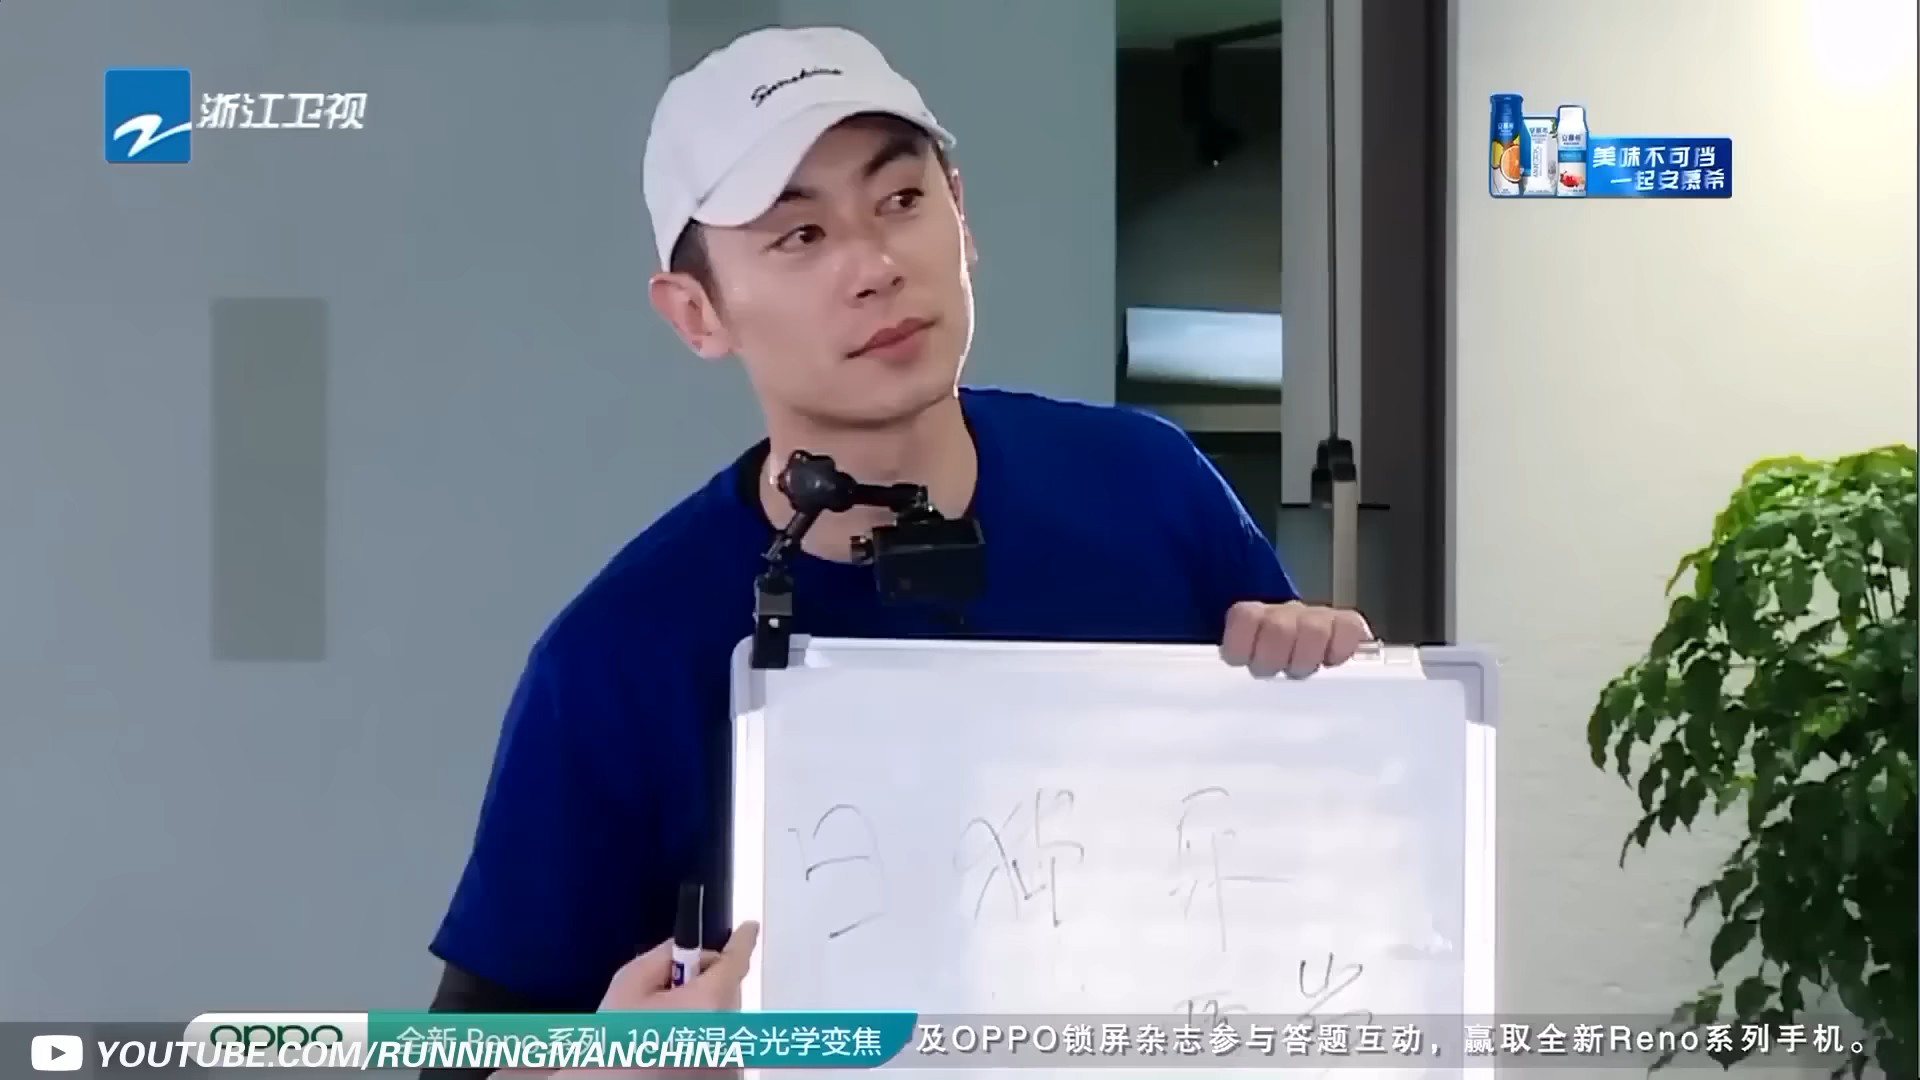 Sunshine
浙江卫视
美味不可挡
一起安慕希
oppo
全新 Reno系列 10倍混合光学变焦
及OPPO锁屏杂志参与答题互动，赢取全新Reno系列手机。
YOUTUBE.COM/RUNNINGMANCHINA